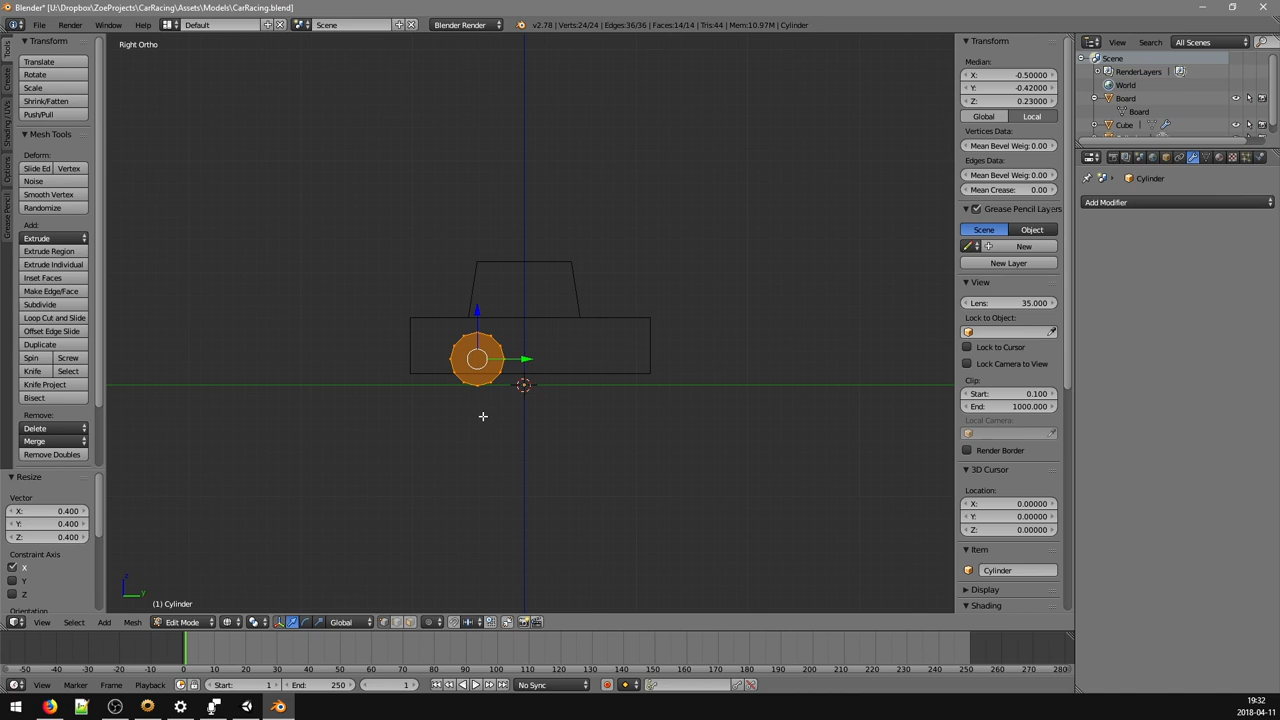 Blender* [U:\Dropbox\ZoeProjects\CarRacing\Assets\Models\CarRacing.blend]
File Render Window Help Default Scene Blender Render v2.78 | Verts:24/24 | Edges:36/36 | Faces:14/14 | Tris:44 | Mem:10.97M | Cylinder
View Search All Scenes
Tools
Create
Shading / UVs
Options
Grease Pencil
Transform
Translate
Rotate
Scale
Shrink/Fatten
Push/Pull
Mesh Tools
Deform:
Slide Ed Vertex
Noise
Smooth Vertex
Randomize
Add:
Extrude
Extrude Region
Extrude Individual
Inset Faces
Make Edge/Face
Subdivide
Loop Cut and Slide
Offset Edge Slide
Duplicate
Spin Screw
Knife Select
Knife Project
Bisect
Remove:
Delete
Merge
Remove Doubles
Resize
Vector
X: 0.400
Y: 0.400
Z: 0.400
Constraint Axis
X
Y
Z
Orientation
Right Ortho
z
y
(1) Cylinder
Transform
Median:
X: -0.50000
Y: -0.42000
Z: 0.23000
Global Local
Vertices Data:
Mean Bevel Weig: 0.00
Edges Data:
Mean Bevel Weig: 0.00
Mean Crease: 0.00
Grease Pencil Layers
Scene Object
New
New Layer
View
Lens: 35.000
Lock to Object:
Lock to Cursor
Lock Camera to View
Clip:
Start: 0.100
End: 1000.000
Local Camera:
Render Border
3D Cursor
Location:
X: 0.00000
Y: 0.00000
Z: 0.00000
Item
Cylinder
Display
Shading
Scene
RenderLayers
World
Board
Board
Cube
Cylinder
Add Modifier
View Select Add Mesh Edit Mode Global
-50 -40 -30 -20 -10 0 10 20 30 40 50 60 70 80 90 100 110 120 130 140 150 160 170 180 190 200 210 220 230 240 250 260 270 280
View Marker Frame Playback Start: 1 End: 250 1 No Sync
19:32
2018-04-11